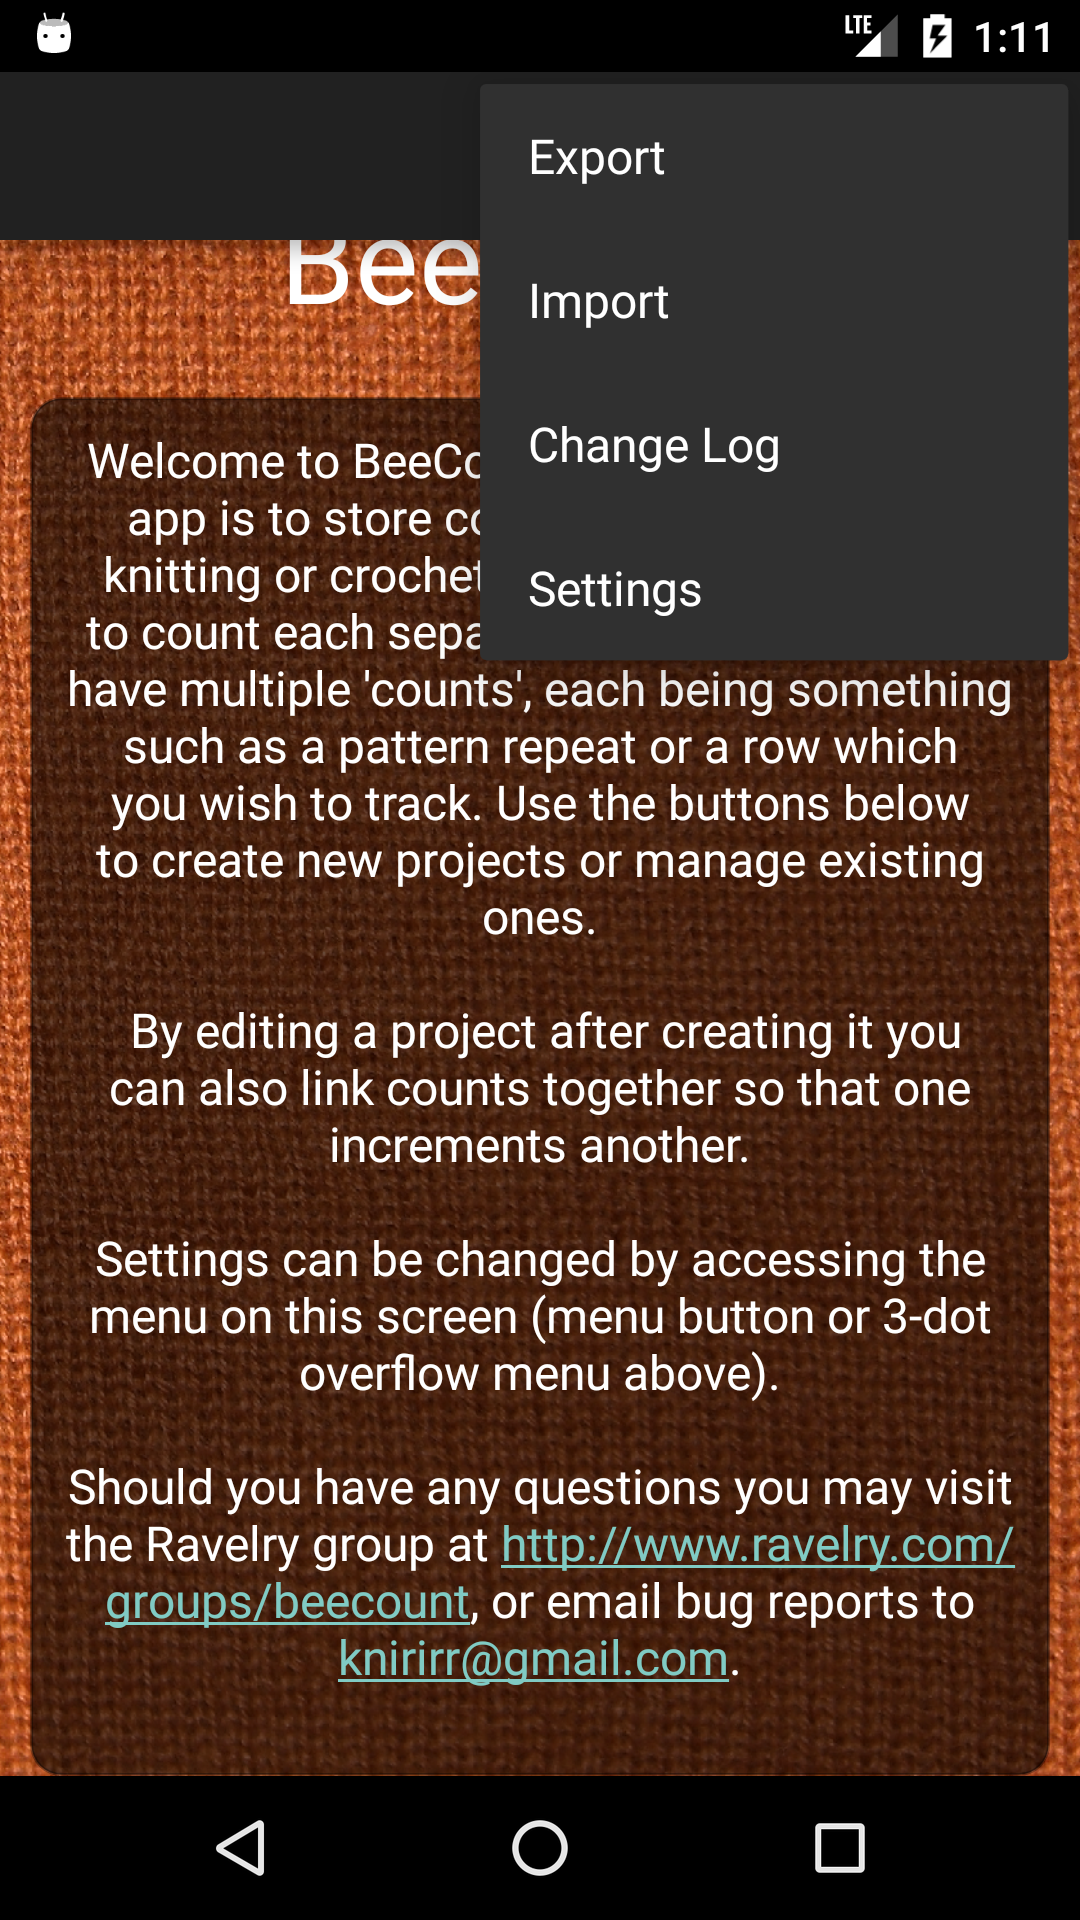 LTE 1:11
Export
Import
Change Log
Settings
Bee
Welcome to BeeCo
app is to store co
knitting or crochet
to count each sepa
have multiple 'counts', each being something
such as a pattern repeat or a row which
you wish to track. Use the buttons below
to create new projects or manage existing
ones.
By editing a project after creating it you
can also link counts together so that one
increments another.
Settings can be changed by accessing the
menu on this screen (menu button or 3-dot
overflow menu above).
Should you have any questions you may visit
the Ravelry group at http://www.ravelry.com/
groups/beecount, or email bug reports to
knirirr@gmail.com.